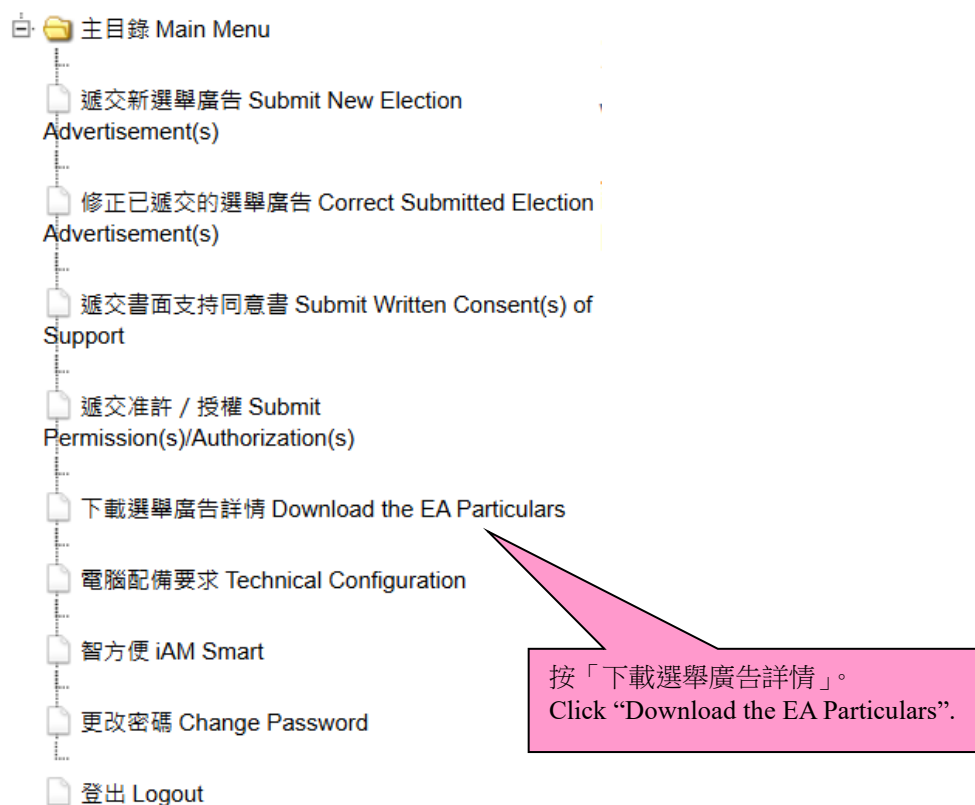 主目錄 Main Menu
遞交新選舉廣告 Submit New Election
Advertisement(s)
修正已遞交的選舉廣告 Correct Submitted Election
Advertisement(s)
遞交書面支持同意書 Submit Written Consent(s) of
Support
遞交准許 / 授權 Submit
Permission(s)/Authorization(s)
下載選舉廣告詳情 Download the EA Particulars
電腦配備要求 Technical Configuration
智方便 iAM Smart
更改密碼 Change Password
登出 Logout
按「下載選舉廣告詳情」。
Click “Download the EA Particulars”.